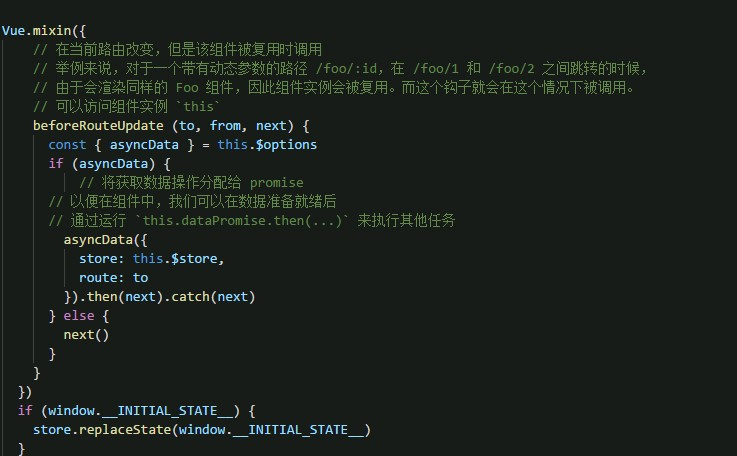 Vue.mixin({
// 在当前路由改变，但是该组件被复用时调用
// 举例来说，对于一个带有动态参数的路径 /foo/:id，在 /foo/1 和 /foo/2 之间跳转的时候，
// 由于会渲染同样的 Foo 组件，因此组件实例会被复用。而这个钩子就会在这个情况下被调用。
// 可以访问组件实例 `this`
beforeRouteUpdate (to, from, next) {
const { asyncData } = this.$options
if (asyncData) {
// 将获取数据操作分配给 promise
// 以便在组件中，我们可以在数据准备就绪后
// 通过运行 `this.dataPromise.then(...)` 来执行其他任务
asyncData({
store: this.$store,
route: to
}).then(next).catch(next)
} else {
next()
}
}
})
if (window.__INITIAL_STATE__) {
store.replaceState(window.__INITIAL_STATE__)
}